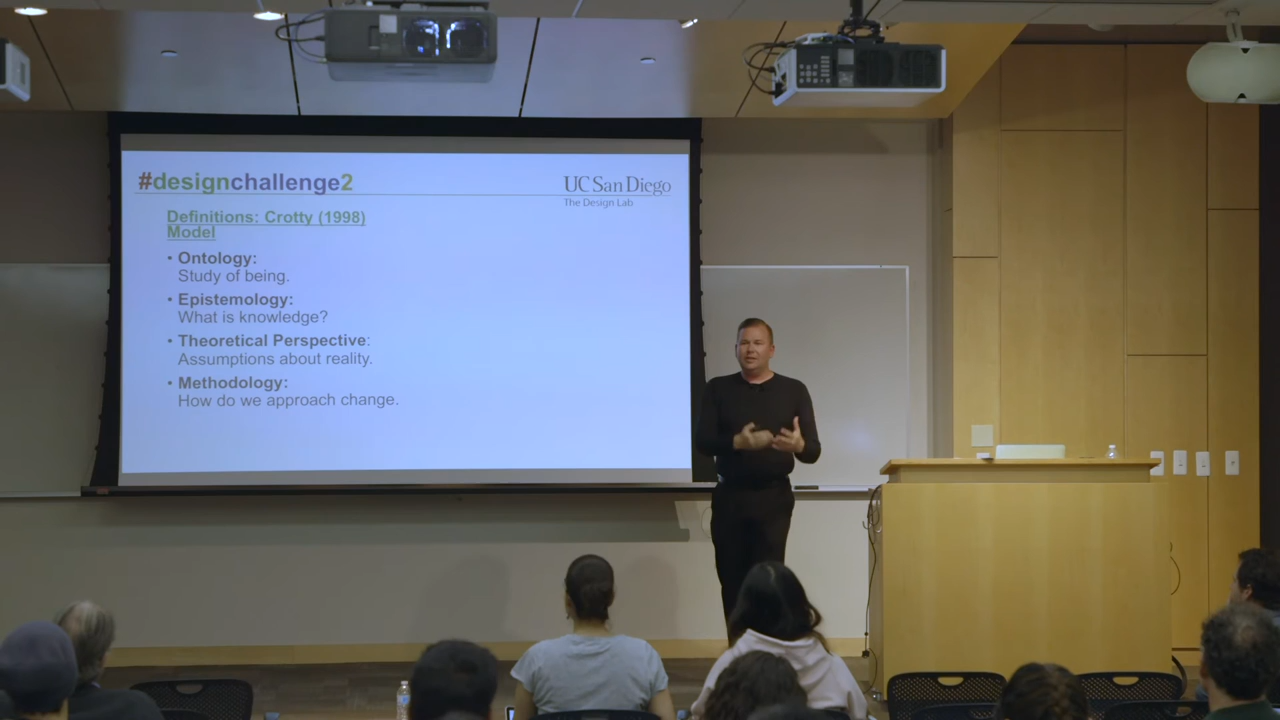 #designchallenge2
UC San Diego
The Design Lab
Definitions: Crotty (1998)
Model
• Ontology:
Study of being.
• Epistemology:
What is knowledge?
• Theoretical Perspective:
Assumptions about reality.
• Methodology:
How do we approach change.